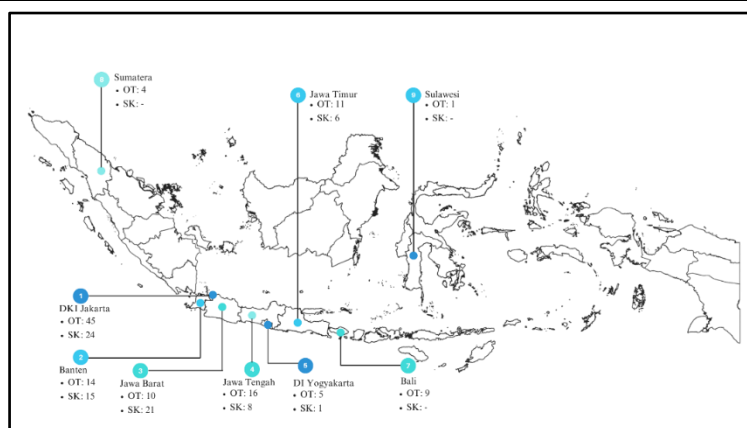 8
Sumatera
• OT: 4
• SK: -
6
Jawa Timur
• OT: 11
• SK: 6
9
Sulawesi
• OT: 1
• SK: -
1
DKI Jakarta
• OT: 45
• SK: 24
2
Banten
• OT: 14
• SK: 15
3
Jawa Barat
• OT: 10
• SK: 21
4
Jawa Tengah
• OT: 16
• SK: 8
5
DI Yogyakarta
• OT: 5
• SK: 1
7
Bali
• OT: 9
• SK: -